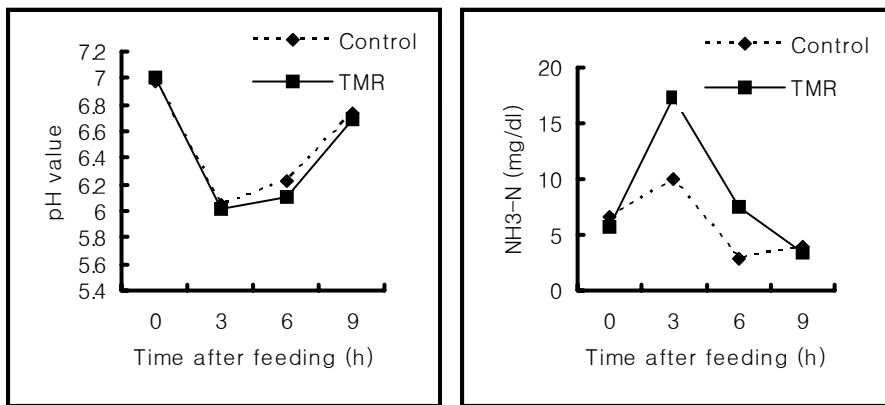 7.2
7
6.8
6.6
6.4
6.2
6
5.8
5.6
5.4
pH value
Control
TMR
0 3 6 9
Time after feeding (h)
20
15
10
5
0
NH3-N (mg/dl)
Control
TMR
0 3 6 9
Time after feeding (h)